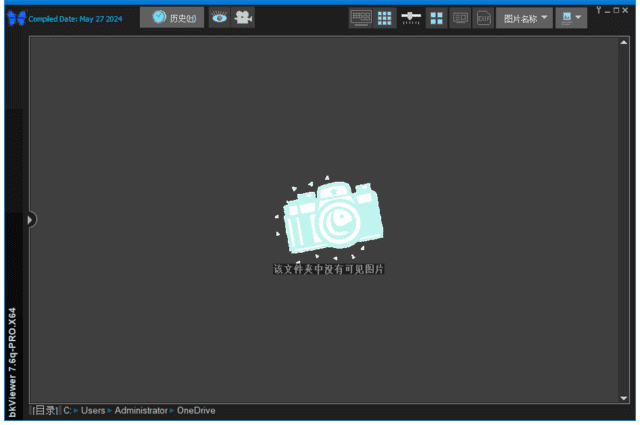 Compiled Date: May 27 2024
历史(H)
EXIF
图片名称
该文件夹中没有可见图片
bkViewer 7.6q-PRO.X64
[目录] C: Users Administrator OneDrive